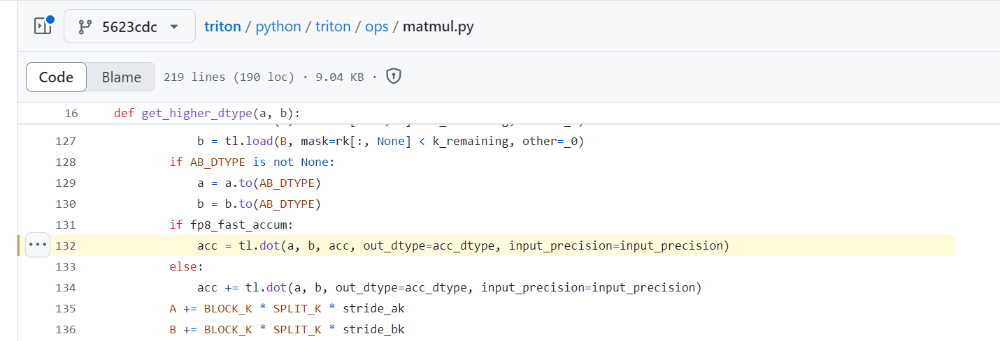 5623cdc triton / python / triton / ops / matmul.py
Code Blame 219 lines (190 loc) · 9.04 KB ·
16 def get_higher_dtype(a, b):
127 b = tl.load(B, mask=rk[:, None] < k_remaining, other=_0)
128 if AB_DTYPE is not None:
129 a = a.to(AB_DTYPE)
130 b = b.to(AB_DTYPE)
131 if fp8_fast_accum:
132 acc = tl.dot(a, b, acc, out_dtype=acc_dtype, input_precision=input_precision)
133 else:
134 acc += tl.dot(a, b, out_dtype=acc_dtype, input_precision=input_precision)
135 A += BLOCK_K * SPLIT_K * stride_ak
136 B += BLOCK_K * SPLIT_K * stride_bk